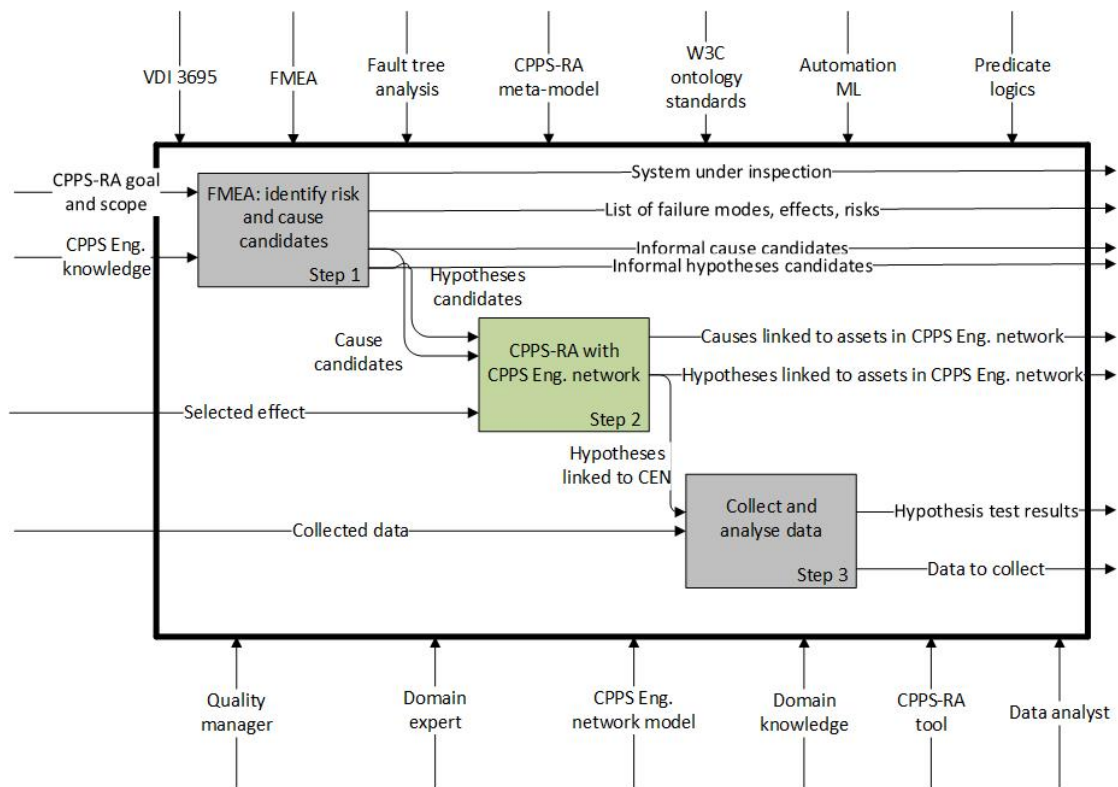 VDI 3695
FMEA
Fault tree
analysis
CPPS-RA
meta-model
W3C
ontology
standards
Automation
ML
Predicate
logics
CPPS-RA goal
and scope
CPPS Eng.
knowledge
FMEA: identify risk
and cause
candidates
Step 1
System under inspection
List of failure modes, effects, risks
Informal cause candidates
Informal hypotheses candidates
Hypotheses
candidates
Cause
candidates
CPPS-RA with
CPPS Eng. network
Step 2
Causes linked to assets in CPPS Eng. network
Hypotheses linked to assets in CPPS Eng. network
Selected effect
Hypotheses
linked to CEN
Collected data
Collect and
analyse data
Step 3
Hypothesis test results
Data to collect
Quality
manager
Domain
expert
CPPS Eng.
network model
Domain
knowledge
CPPS-RA
tool
Data analyst